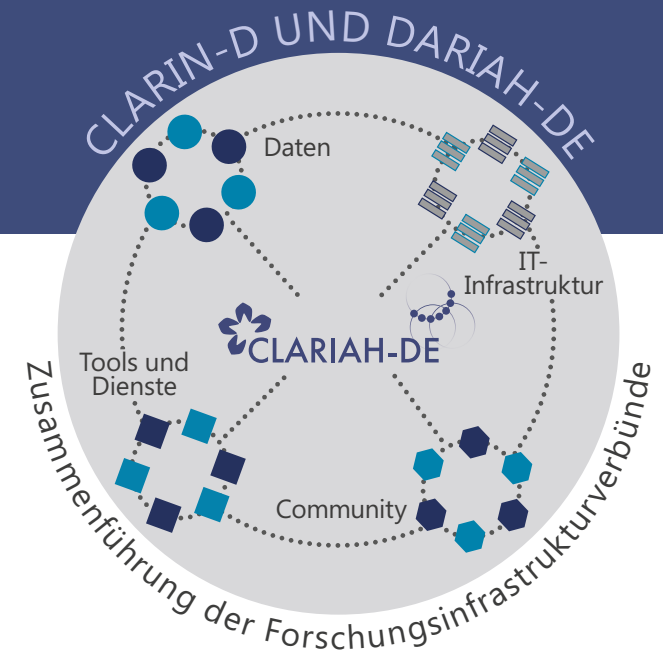 CLARIN-D UND DARIAH-DE
Daten
IT-
Infrastruktur
CLARIAH-DE
Tools und
Dienste
Community
Zusammenführung der Forschungsinfrastrukturverbünde